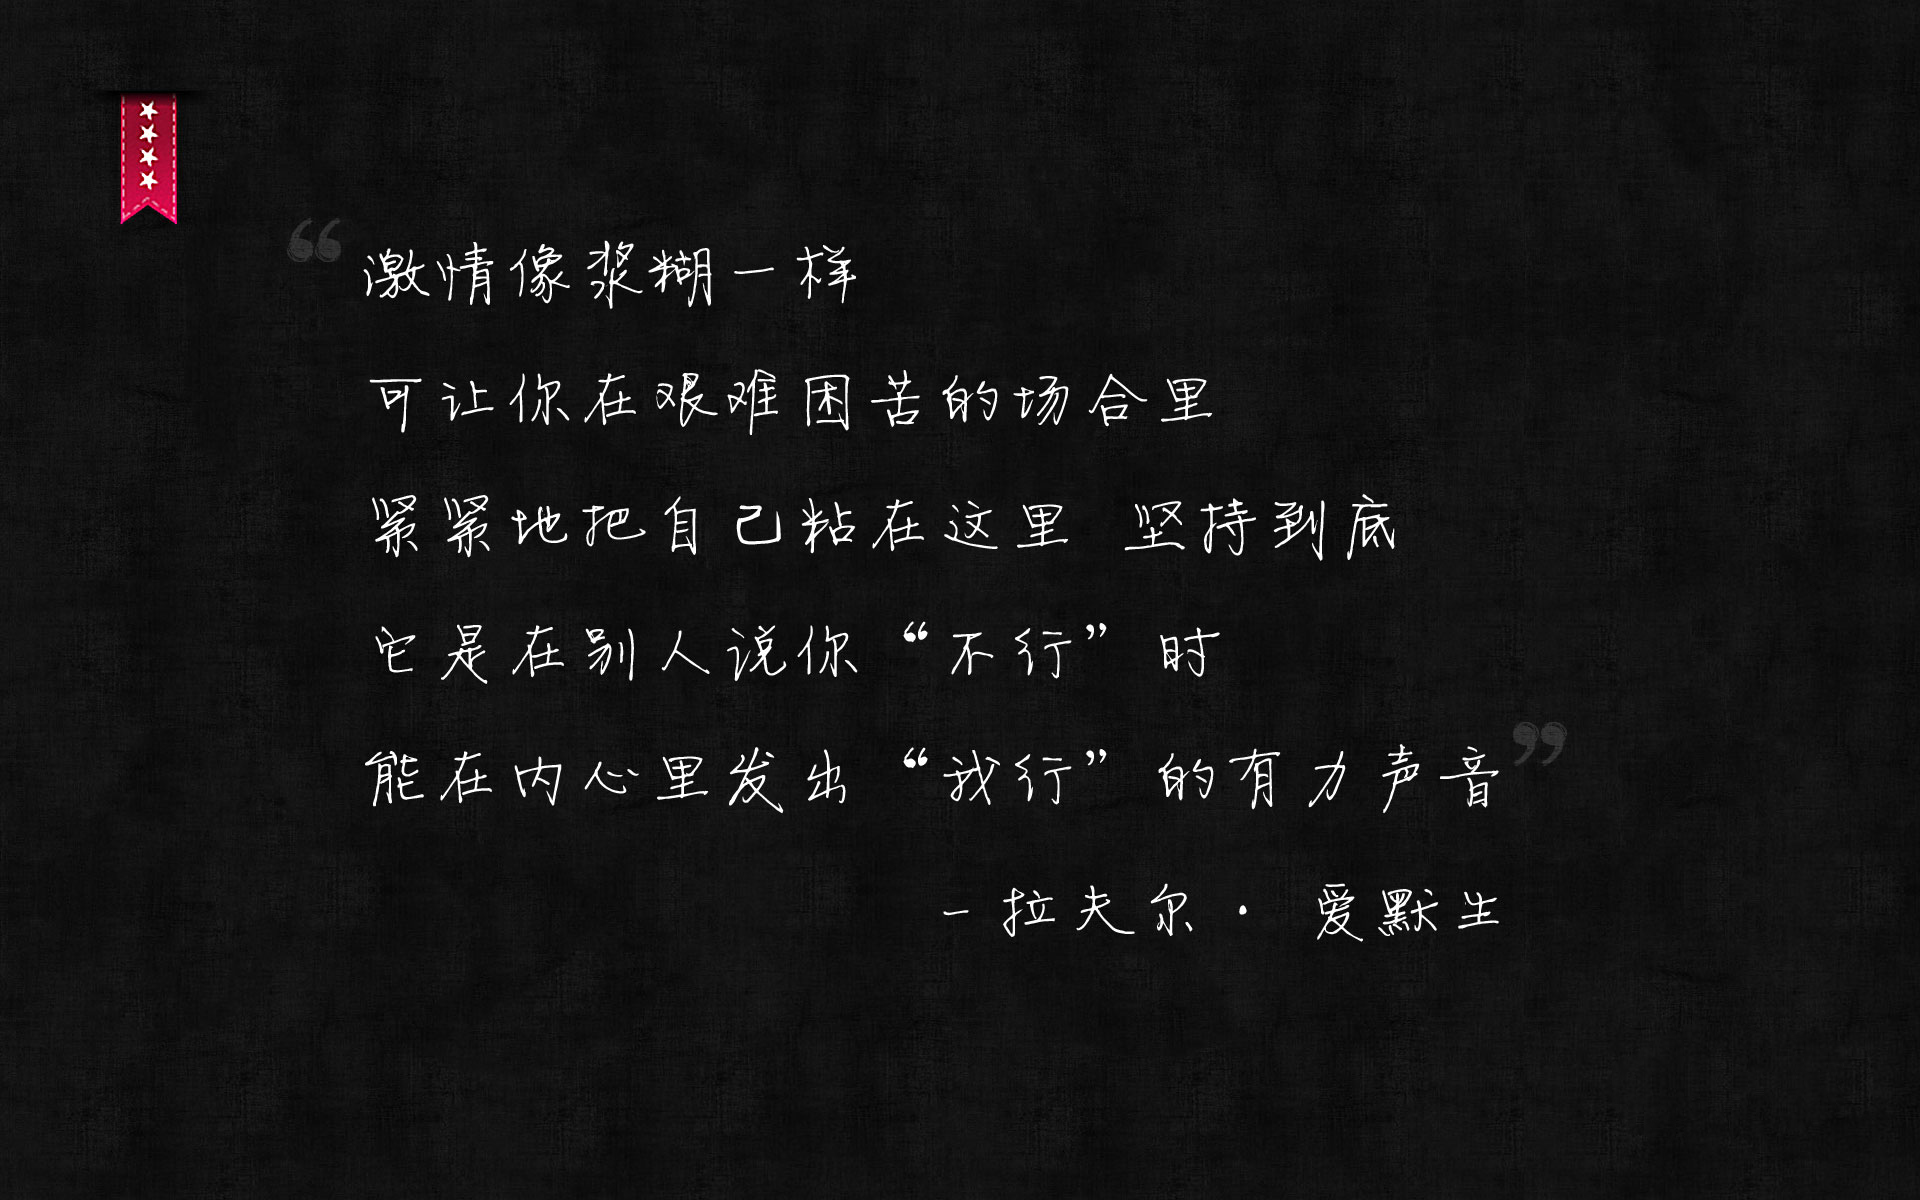 “激情像浆糊一样
可让你在艰难困苦的场合里
紧紧地把自己粘在这里 坚持到底
它是在别人说你“不行”时
能在内心里发出“我行”的有力声音”
- 拉夫尔· 爱默生